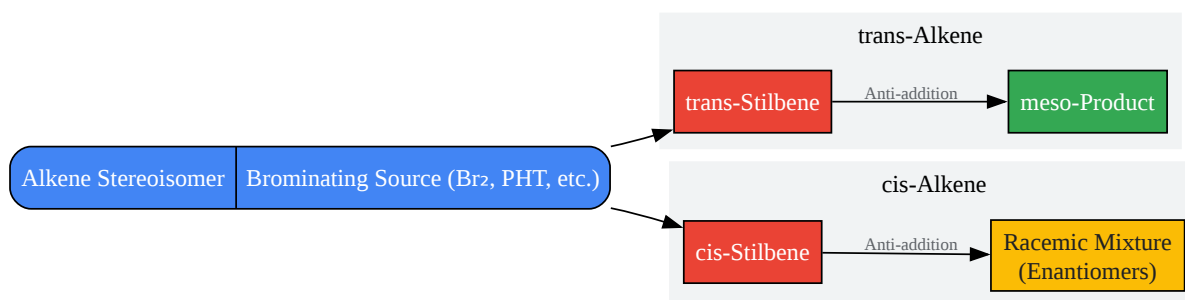 trans-Alkene
trans-Stilbene
Anti-addition
meso-Product
Alkene Stereoisomer
Brominating Source (Br₂, PHT, etc.)
cis-Alkene
cis-Stilbene
Anti-addition
Racemic Mixture
(Enantiomers)